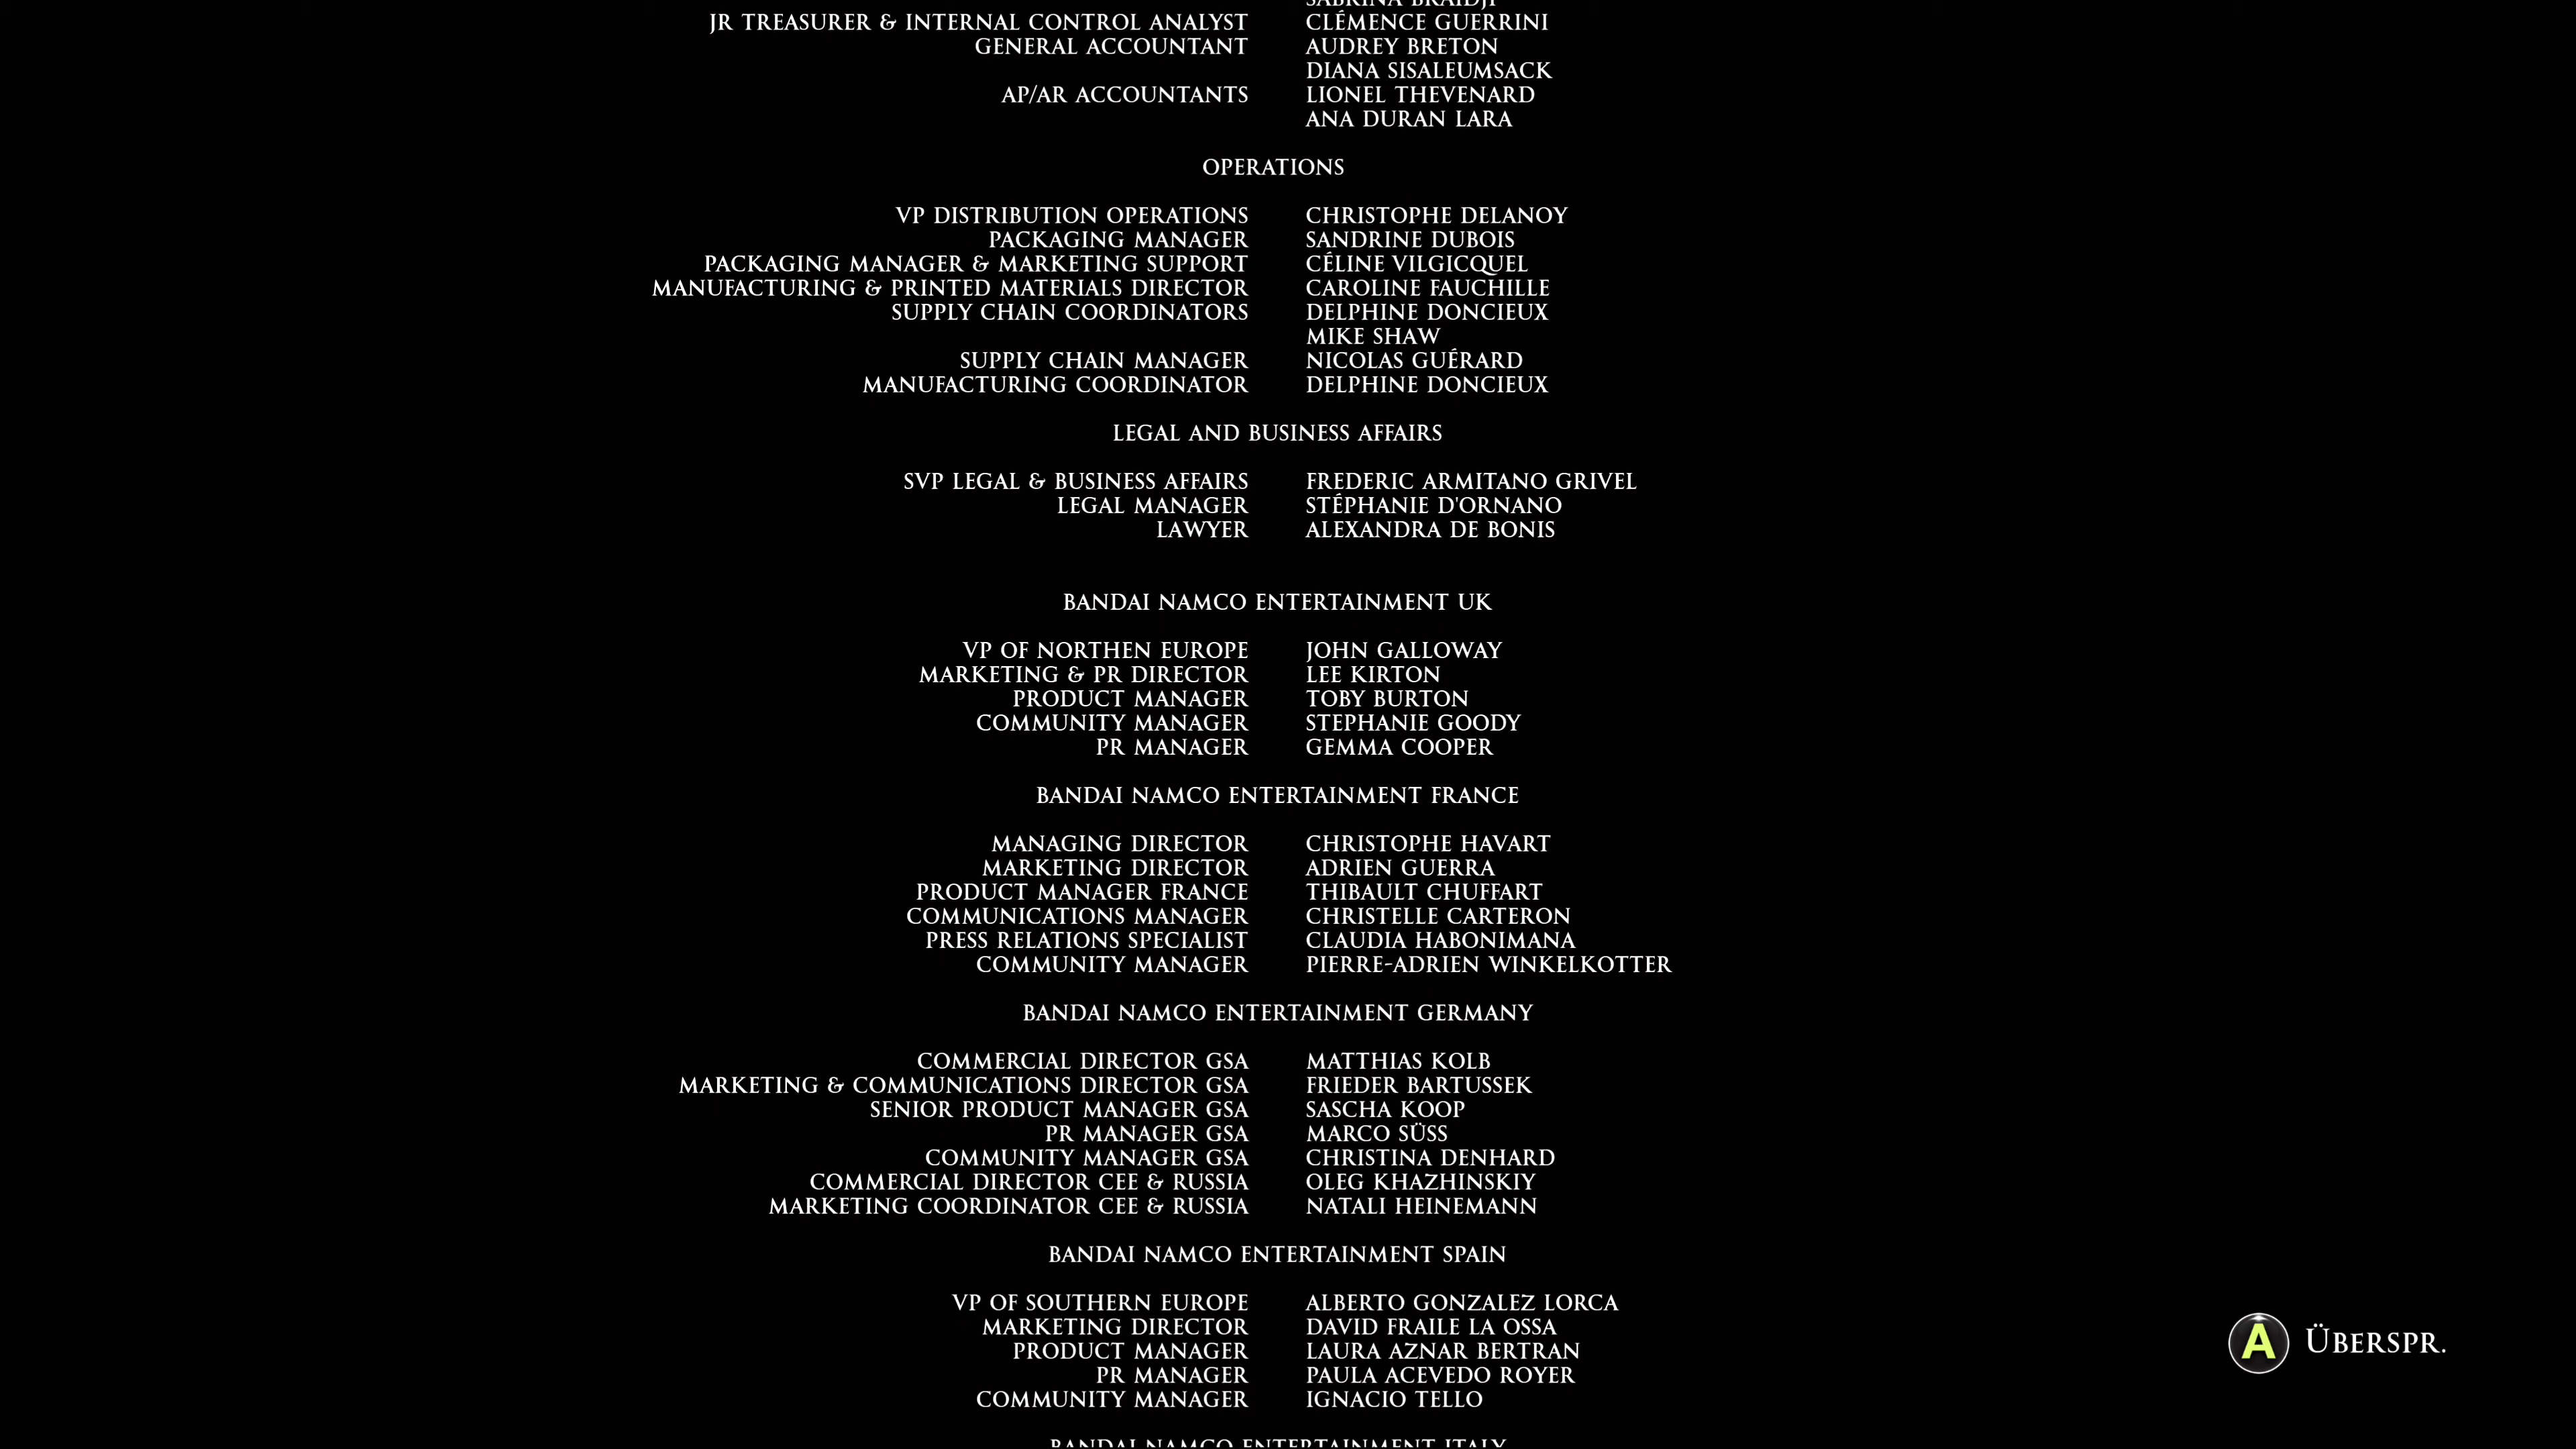 SABRINA BRAIDJI
JR TREASURER & INTERNAL CONTROL ANALYST CLÉMENCE GUERRINI
GENERAL ACCOUNTANT AUDREY BRETON
DIANA SISALEUMSACK
AP/AR ACCOUNTANTS LIONEL THEVENARD
ANA DURAN LARA
OPERATIONS
VP DISTRIBUTION OPERATIONS CHRISTOPHE DELANOY
PACKAGING MANAGER SANDRINE DUBOIS
PACKAGING MANAGER & MARKETING SUPPORT CÉLINE VILGICQUEL
MANUFACTURING & PRINTED MATERIALS DIRECTOR CAROLINE FAUCHILLE
SUPPLY CHAIN COORDINATORS DELPHINE DONCIEUX
MIKE SHAW
SUPPLY CHAIN MANAGER NICOLAS GUÉRARD
MANUFACTURING COORDINATOR DELPHINE DONCIEUX
LEGAL AND BUSINESS AFFAIRS
SVP LEGAL & BUSINESS AFFAIRS FREDERIC ARMITANO GRIVEL
LEGAL MANAGER STÉPHANIE D'ORNANO
LAWYER ALEXANDRA DE BONIS
BANDAI NAMCO ENTERTAINMENT UK
VP OF NORTHEN EUROPE JOHN GALLOWAY
MARKETING & PR DIRECTOR LEE KIRTON
PRODUCT MANAGER TOBY BURTON
COMMUNITY MANAGER STEPHANIE GOODY
PR MANAGER GEMMA COOPER
BANDAI NAMCO ENTERTAINMENT FRANCE
MANAGING DIRECTOR CHRISTOPHE HAVART
MARKETING DIRECTOR ADRIEN GUERRA
PRODUCT MANAGER FRANCE THIBAULT CHUFFART
COMMUNICATIONS MANAGER CHRISTELLE CARTERON
PRESS RELATIONS SPECIALIST CLAUDIA HABONIMANA
COMMUNITY MANAGER PIERRE-ADRIEN WINKELKOTTER
BANDAI NAMCO ENTERTAINMENT GERMANY
COMMERCIAL DIRECTOR GSA MATTHIAS KOLB
MARKETING & COMMUNICATIONS DIRECTOR GSA FRIEDER BARTUSSEK
SENIOR PRODUCT MANAGER GSA SASCHA KOOP
PR MANAGER GSA MARCO SÜSS
COMMUNITY MANAGER GSA CHRISTINA DENHARD
COMMERCIAL DIRECTOR CEE & RUSSIA OLEG KHAZHINSKIY
MARKETING COORDINATOR CEE & RUSSIA NATALI HEINEMANN
BANDAI NAMCO ENTERTAINMENT SPAIN
VP OF SOUTHERN EUROPE ALBERTO GONZALEZ LORCA
MARKETING DIRECTOR DAVID FRAILE LA OSSA
PRODUCT MANAGER LAURA AZNAR BERTRAN
PR MANAGER PAULA ACEVEDO ROYER
COMMUNITY MANAGER IGNACIO TELLO
BANDAI NAMCO ENTERTAINMENT ITALY
A ÜBERSPR.